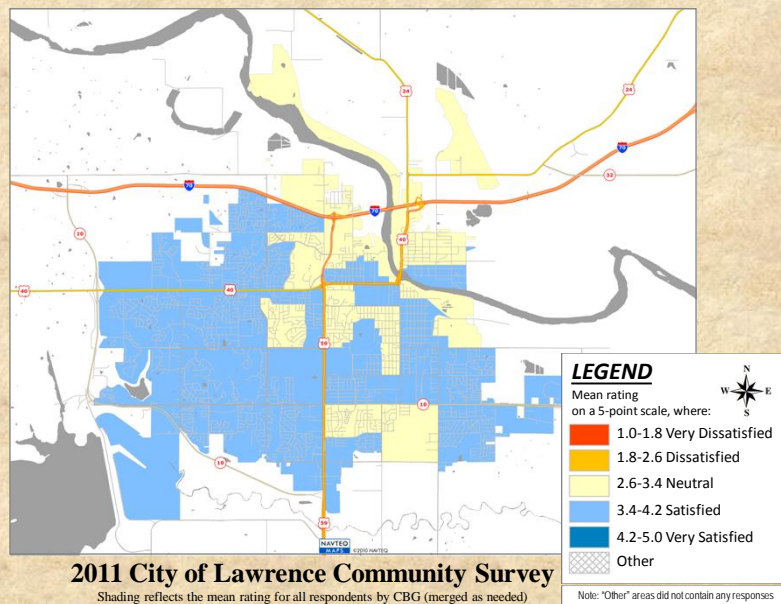 24
24
70
32
70
70
10
40
40
40
59
10
10
59
NAVTEQ
MAPS
©2010 NAVTEQ
LEGEND
Mean rating
on a 5-point scale, where:
N
W E
S
1.0-1.8 Very Dissatisfied
1.8-2.6 Dissatisfied
2.6-3.4 Neutral
3.4-4.2 Satisfied
4.2-5.0 Very Satisfied
Other
2011 City of Lawrence Community Survey
Shading reflects the mean rating for all respondents by CBG (merged as needed)
Note: “Other” areas did not contain any responses